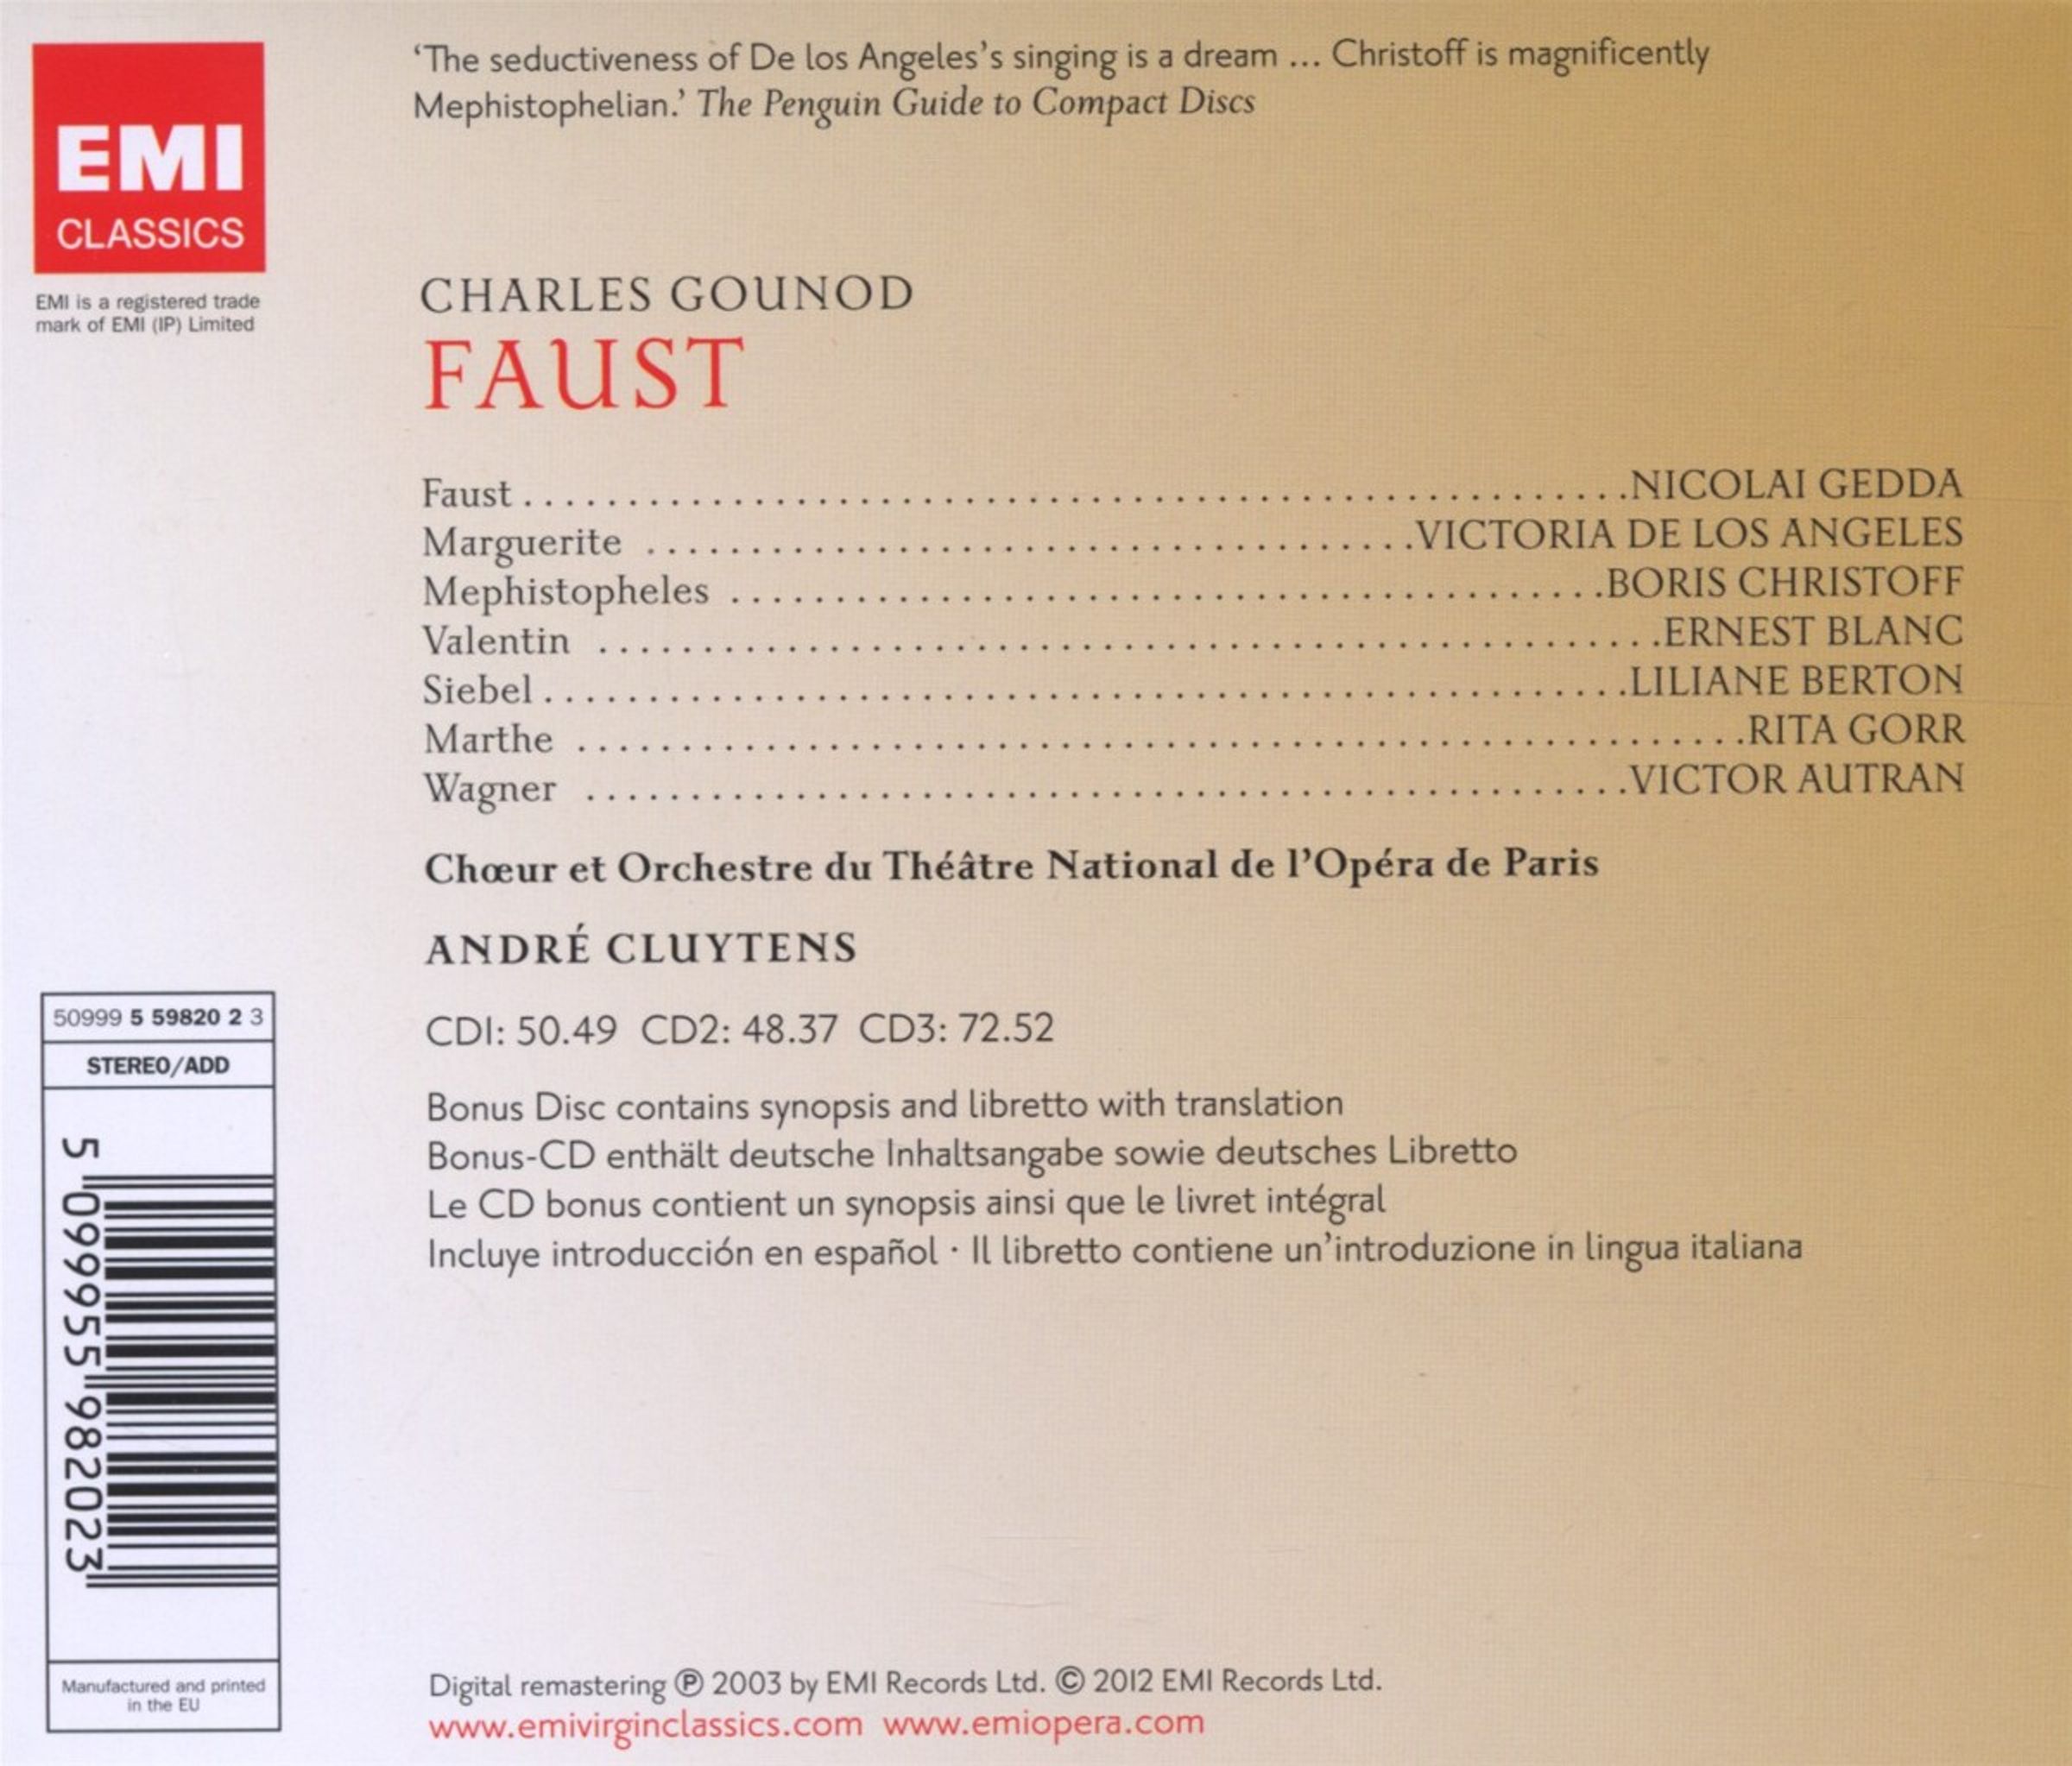 EMI
CLASSICS
EMI is a registered trade
mark of EMI (IP) Limited
‘The seductiveness of De los Angeles’s singing is a dream ... Christoff is magnificently
Mephistophelian.’ The Penguin Guide to Compact Discs
CHARLES GOUNOD
FAUST
Faust ..................................................... NICOLAI GEDDA
Marguerite ..................................... VICTORIA DE LOS ANGELES
Mephistopheles .......................................... BORIS CHRISTOFF
Valentin ................................................... ERNEST BLANC
Siebel .................................................... LILIANE BERTON
Marthe ........................................................ RITA GORR
Wagner .................................................. VICTOR AUTRAN
Chœur et Orchestre du Théâtre National de l’Opéra de Paris
ANDRÉ CLUYTENS
CD1: 50.49 CD2: 48.37 CD3: 72.52
Bonus Disc contains synopsis and libretto with translation
Bonus-CD enthält deutsche Inhaltsangabe sowie deutsches Libretto
Le CD bonus contient un synopsis ainsi que le livret intégral
Incluye introducción en español · Il libretto contiene un’introduzione in lingua italiana
50999 5 59820 2 3
STEREO/ADD
5 099955 982023
Manufactured and printed
in the EU
Digital remastering ℗ 2003 by EMI Records Ltd. © 2012 EMI Records Ltd.
www.emivirginclassics.com www.emiopera.com